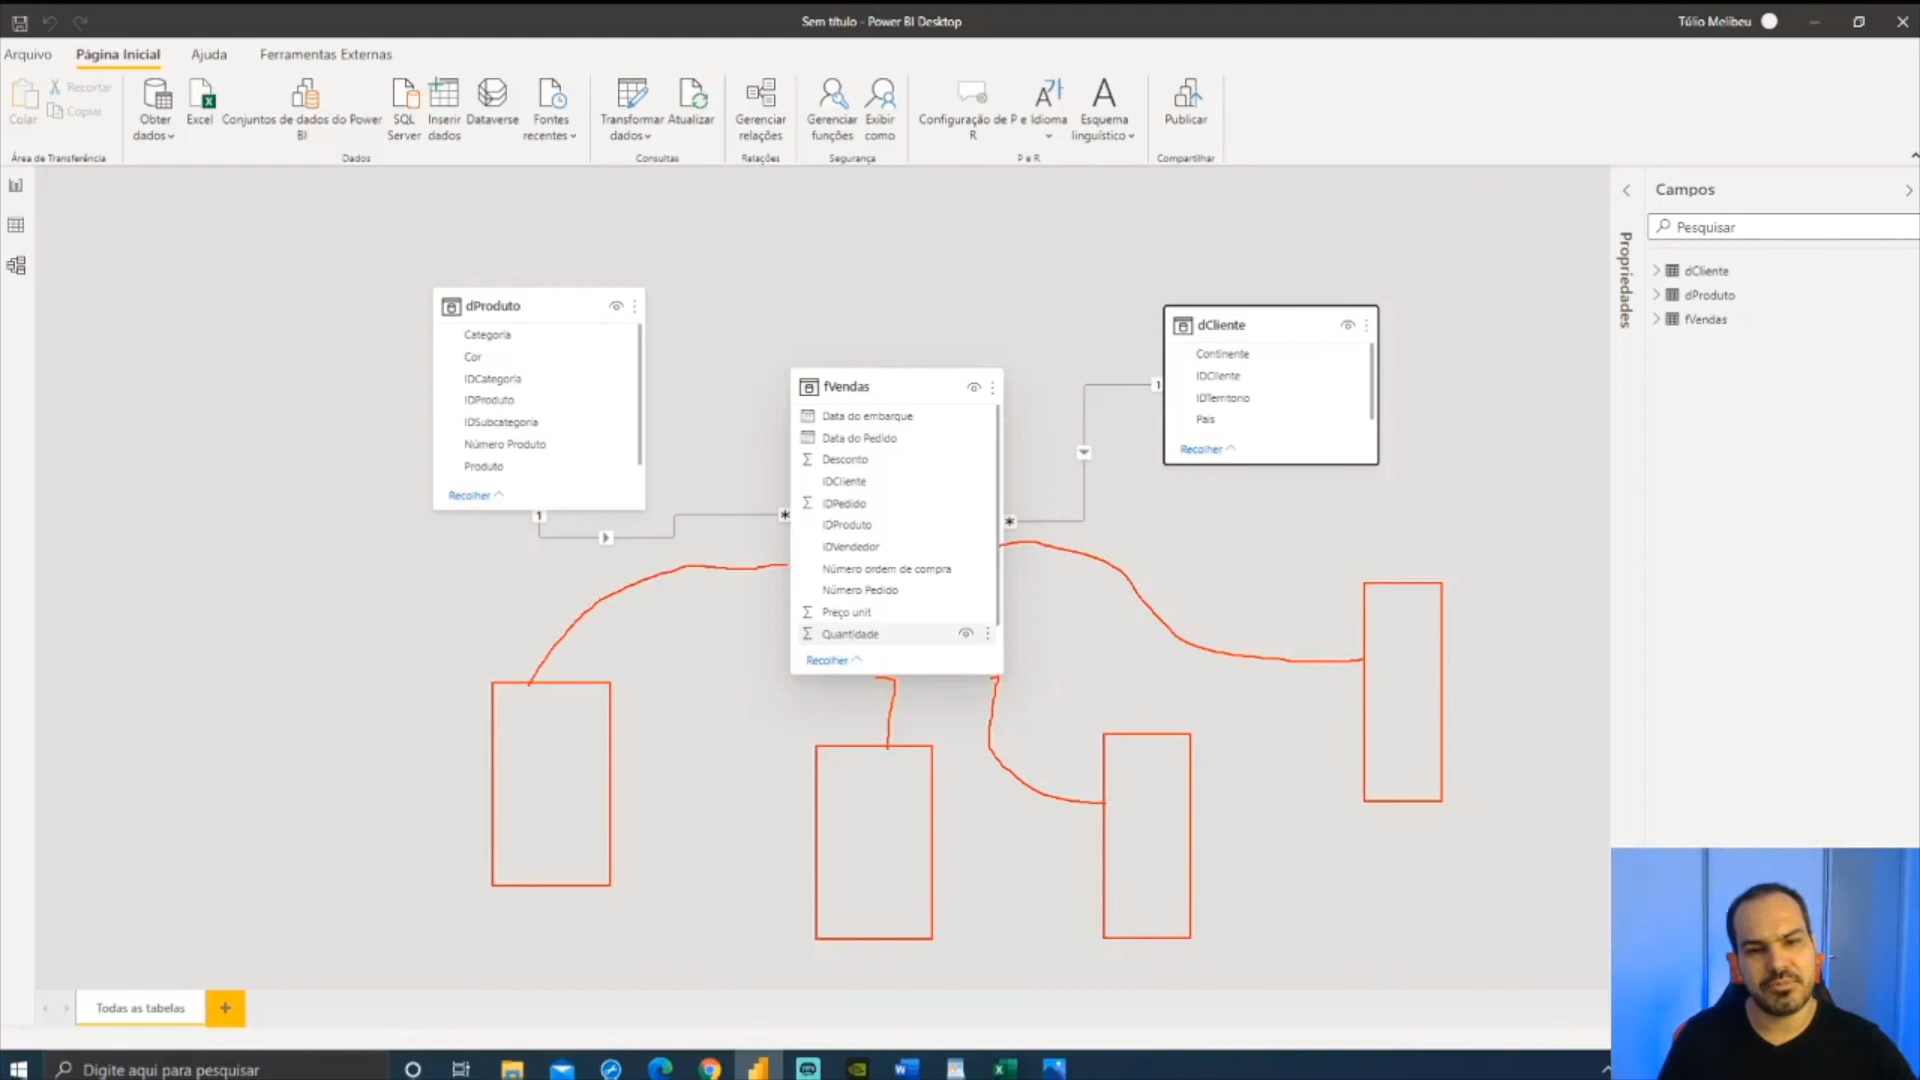 Sem título - Power BI Desktop
Túlio Melibeu
Arquivo
Página Inicial
Ajuda
Ferramentas Externas
Colar
Recortar
Copiar
Área de Transferência
Obter dados
Excel
Conjuntos de dados do Power BI
SQL Server
Inserir dados
Dataverse
Fontes recentes
Dados
Transformar dados
Atualizar
Consultas
Gerenciar relações
Relações
Gerenciar funções
Exibir como
Segurança
Configuração de P e R
Idioma
Esquema linguístico
P e R
Publicar
Compartilhar
Propriedades
Campos
Pesquisar
dCliente
dProduto
fVendas
dProduto
Categoria
Cor
IDCategoria
IDProduto
IDSubcategoria
Número Produto
Produto
Recolher
1
*
fVendas
Data do embarque
Data do Pedido
Desconto
IDCliente
IDPedido
IDProduto
IDVendedor
Número ordem de compra
Número Pedido
Preço unit
Quantidade
Recolher
*
1
dCliente
Continente
IDCliente
IDTerritorio
Pais
Recolher
Todas as tabelas
+
Digite aqui para pesquisar